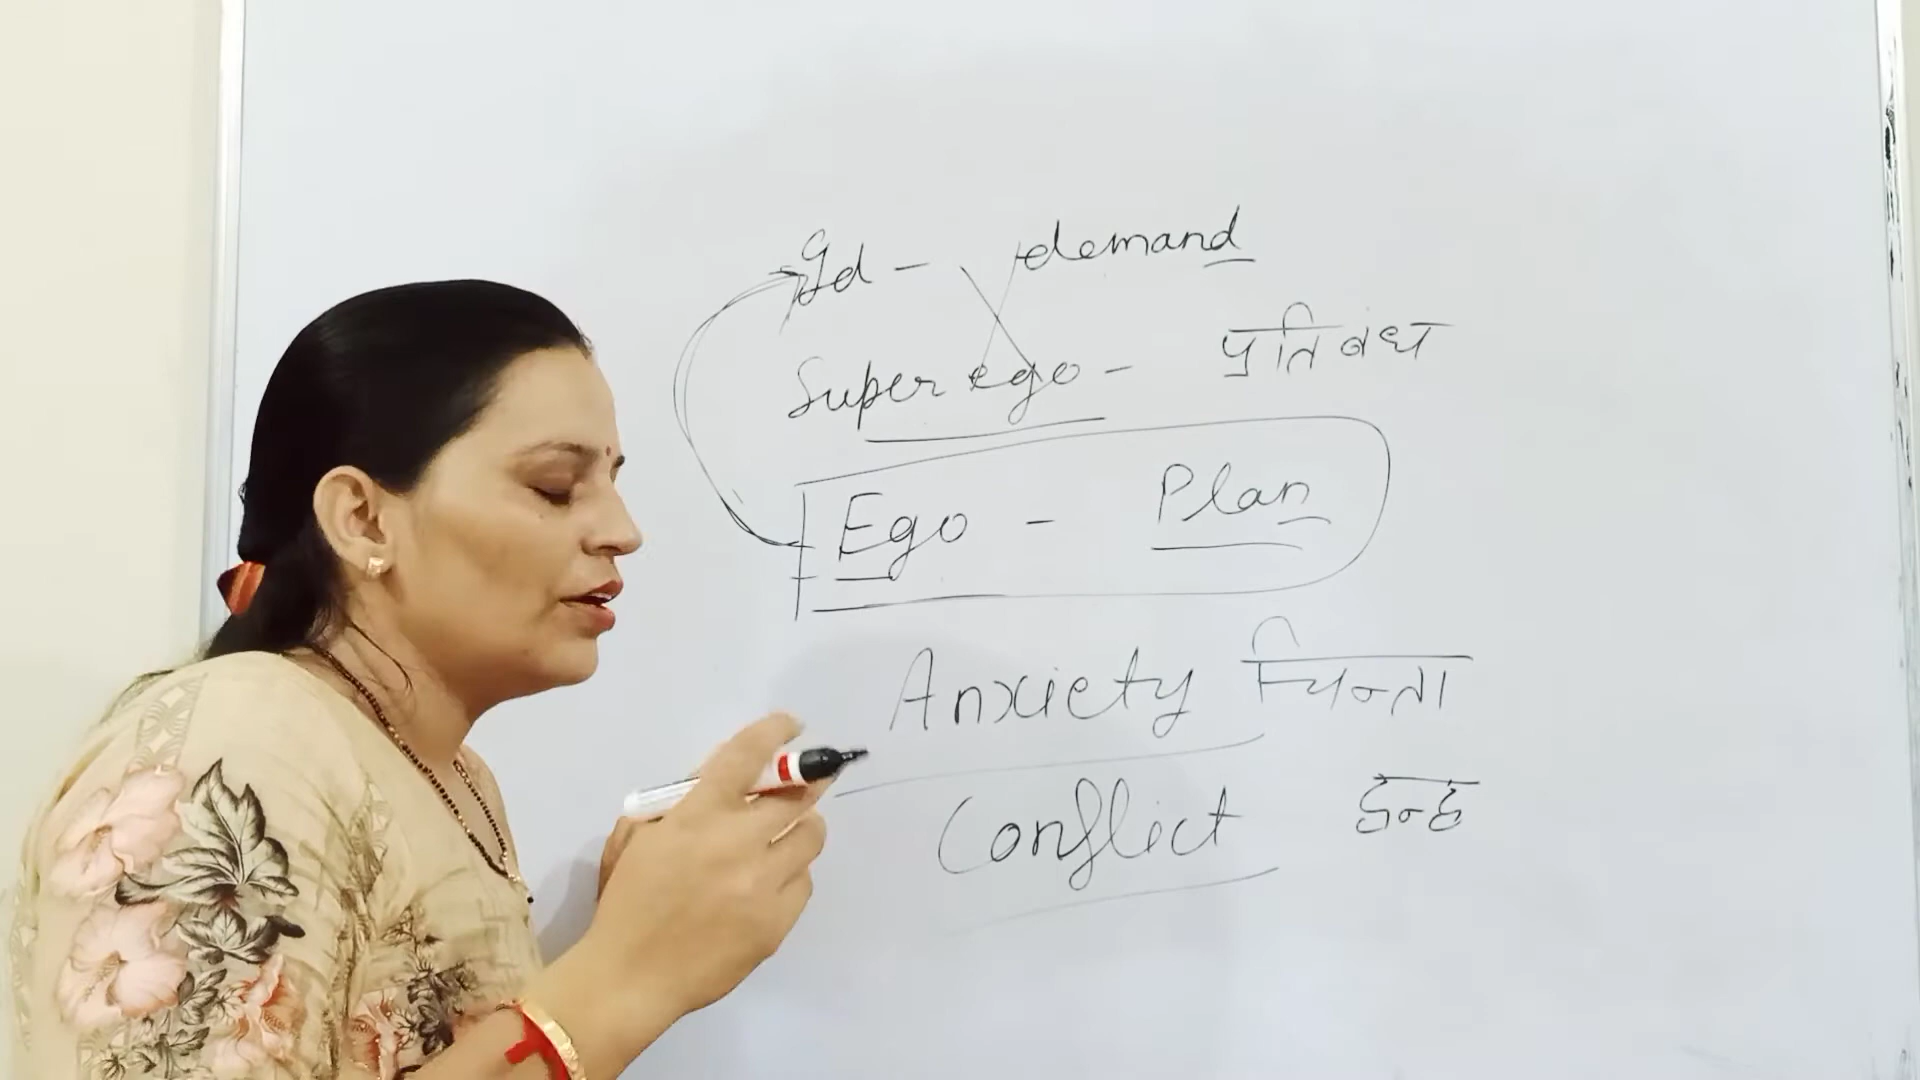 Id - demand
Super ego - प्रतिबंध
Ego - Plan
Anxiety चिन्ता
Conflict द्वन्द्व